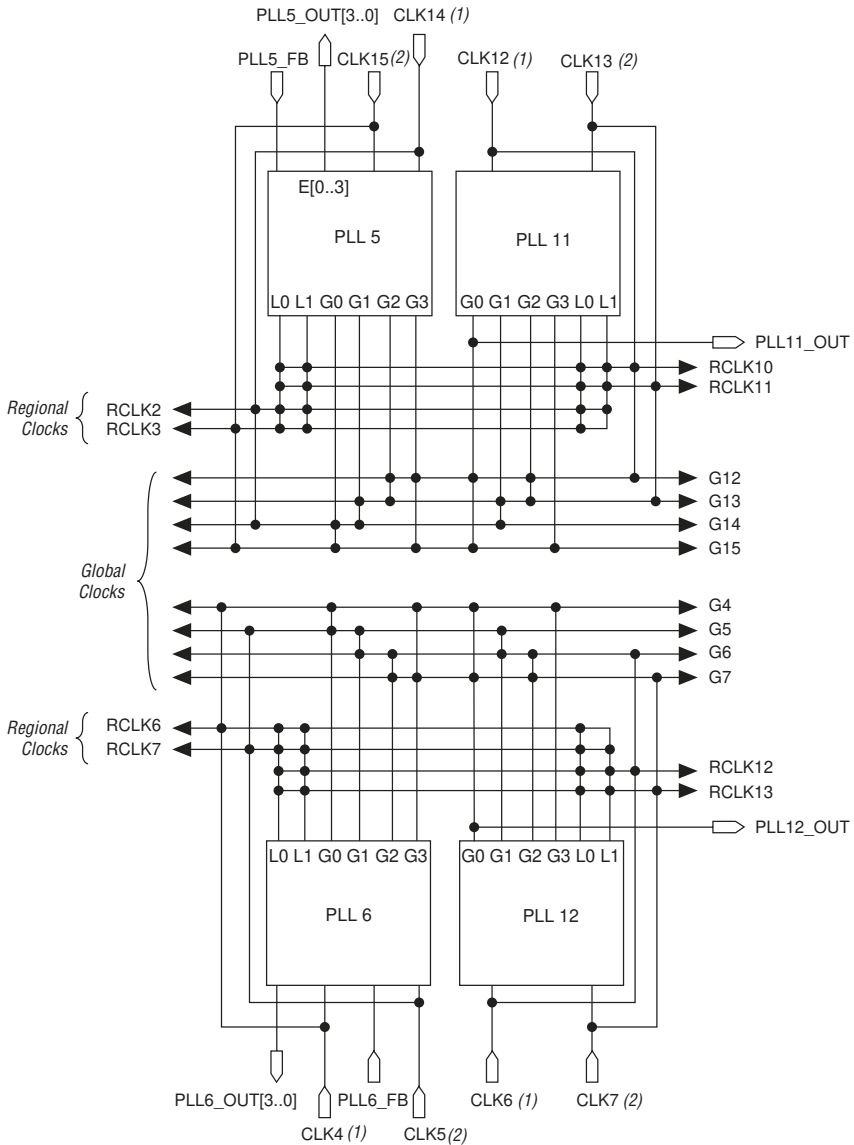 PLL5_OUT[3..0] CLK14 (1)
PLL5_FB CLK15 (2) CLK12 (1) CLK13 (2)
E[0..3]
PLL 5 PLL 11
L0 L1 G0 G1 G2 G3 G0 G1 G2 G3 L0 L1
PLL11_OUT
RCLK10
RCLK11
Regional
Clocks
RCLK2
RCLK3
G12
G13
G14
G15
Global
Clocks
G4
G5
G6
G7
Regional
Clocks
RCLK6
RCLK7
RCLK12
RCLK13
PLL12_OUT
L0 L1 G0 G1 G2 G3 G0 G1 G2 G3 L0 L1
PLL 6 PLL 12
PLL6_OUT[3..0] PLL6_FB CLK6 (1) CLK7 (2)
CLK4 (1) CLK5 (2)